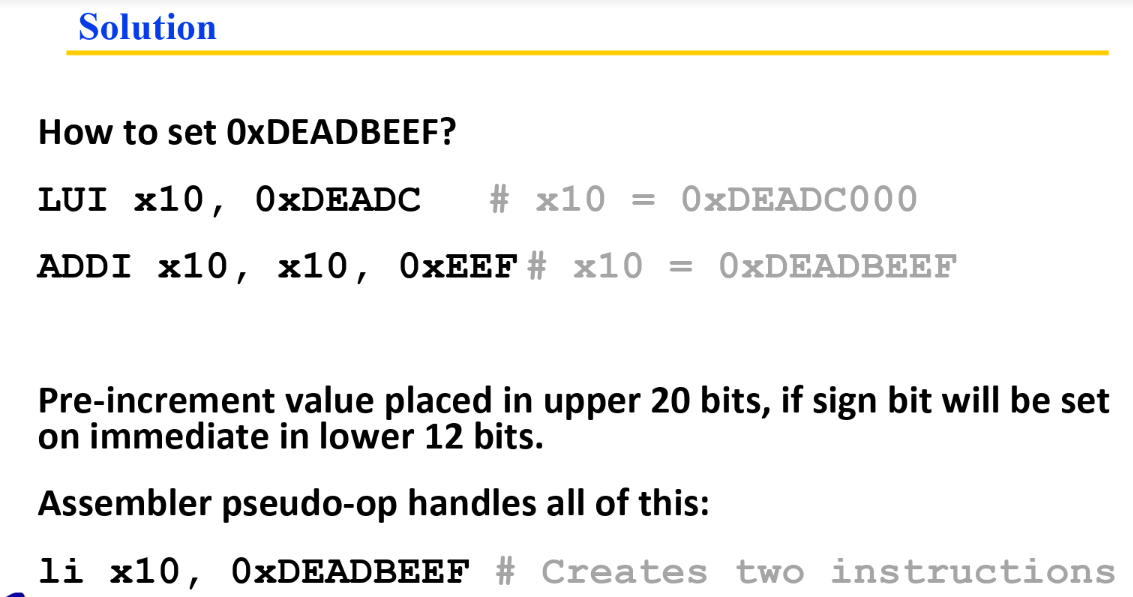 Solution
How to set 0xDEADBEEF?
LUI x10, 0xDEADC # x10 = 0xDEADC000
ADDI x10, x10, 0xEEF # x10 = 0xDEADBEEF
Pre-increment value placed in upper 20 bits, if sign bit will be set
on immediate in lower 12 bits.
Assembler pseudo-op handles all of this:
li x10, 0xDEADBEEF # Creates two instructions